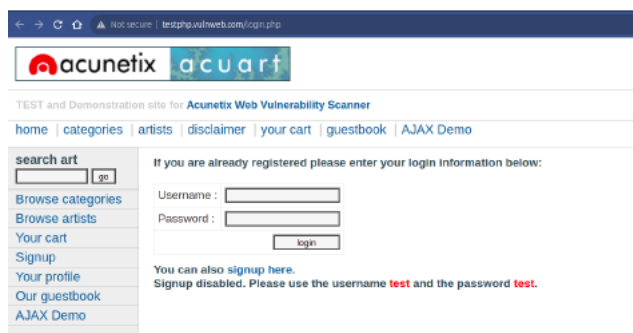 Not secure | testphp.vulnweb.com/login.php
acunetix acuart
TEST and Demonstration site for Acunetix Web Vulnerability Scanner
home | categories | artists | disclaimer | your cart | guestbook | AJAX Demo
search art
go
Browse categories
Browse artists
Your cart
Signup
Your profile
Our guestbook
AJAX Demo
If you are already registered please enter your login information below:
Username :
Password :
login
You can also signup here.
Signup disabled. Please use the username test and the password test.